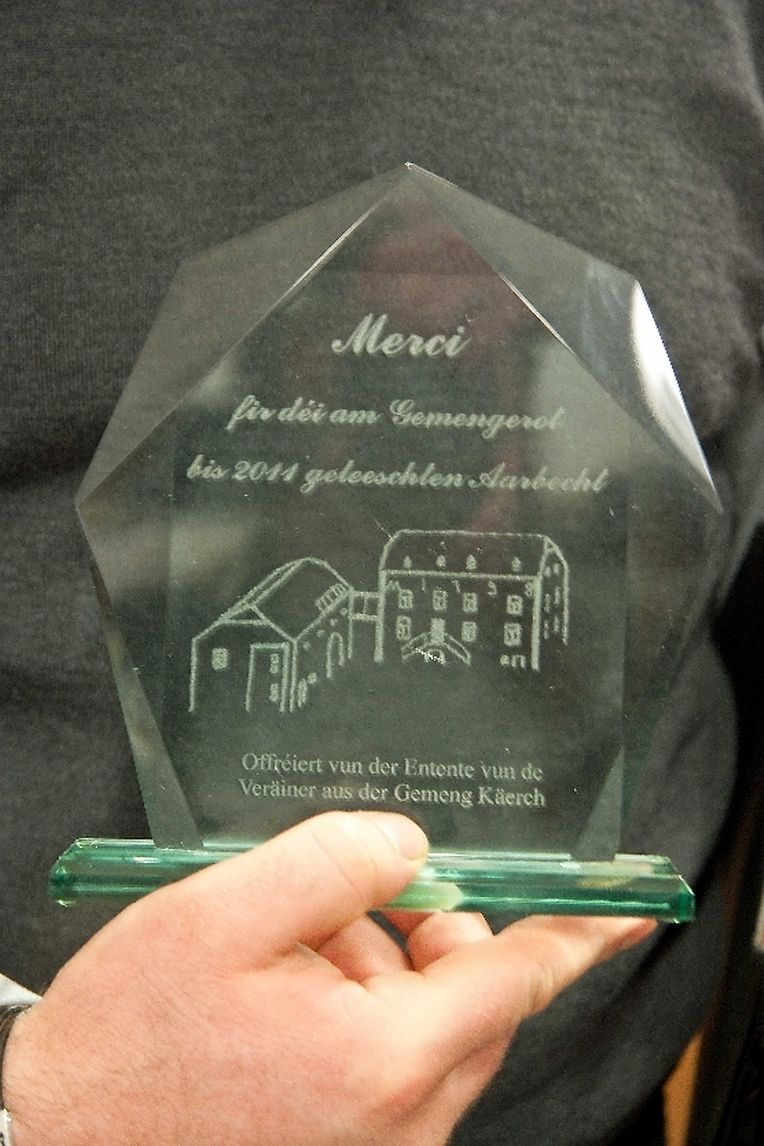 Merci
fir déi am Gemengerot
bis 2011 geleeschten Aarbecht
Offréiert vun der Entente vun de
Veräiner aus der Gemeng Käerch